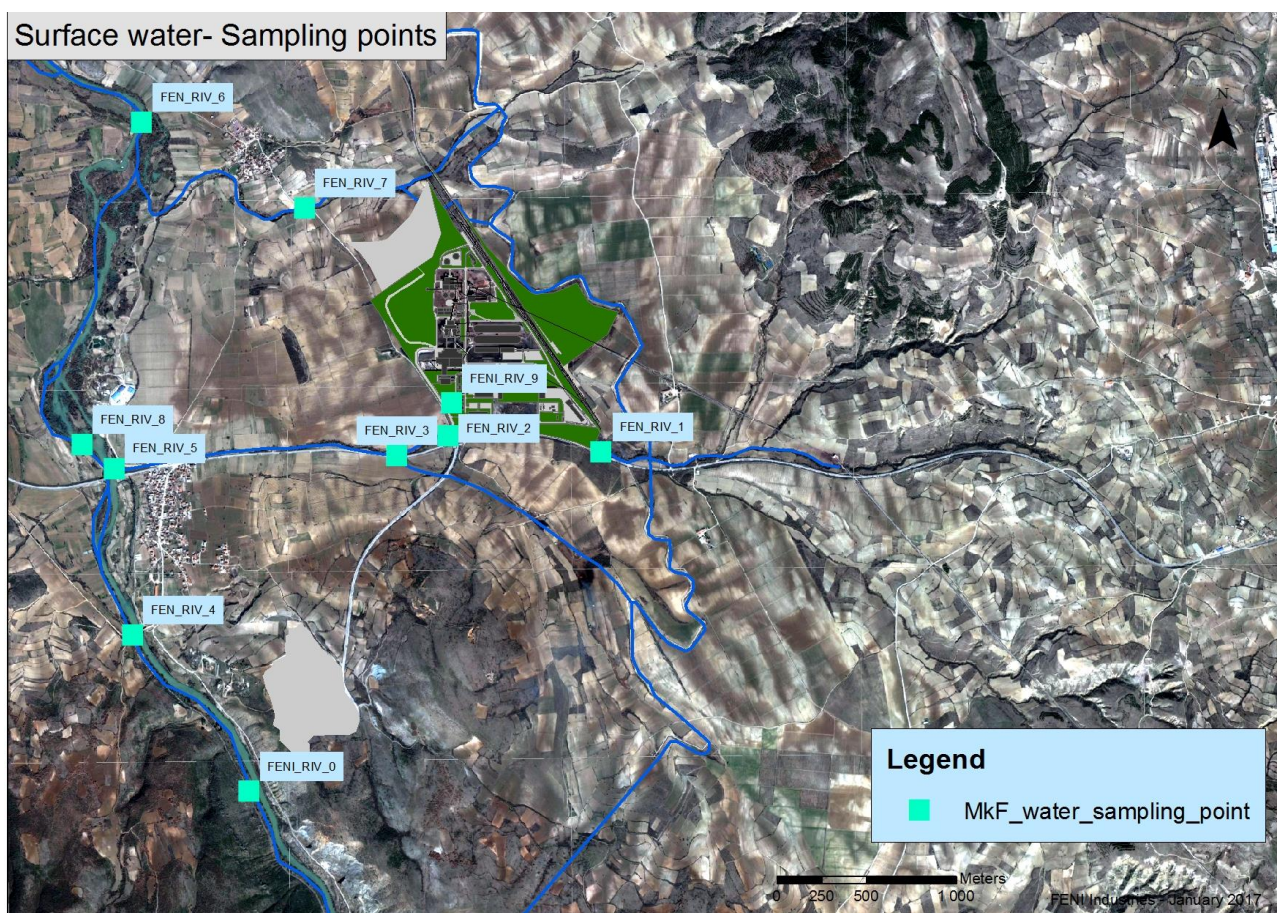 Surface water- Sampling points
FEN_RIV_6
N
FEN_RIV_7
FENI_RIV_9
FEN_RIV_8
FEN_RIV_3
FEN_RIV_2
FEN_RIV_1
FEN_RIV_5
FEN_RIV_4
FENI_RIV_0
Legend
MkF_water_sampling_point
Meters
0 250 500 1 000
FENI Industries - January 2017